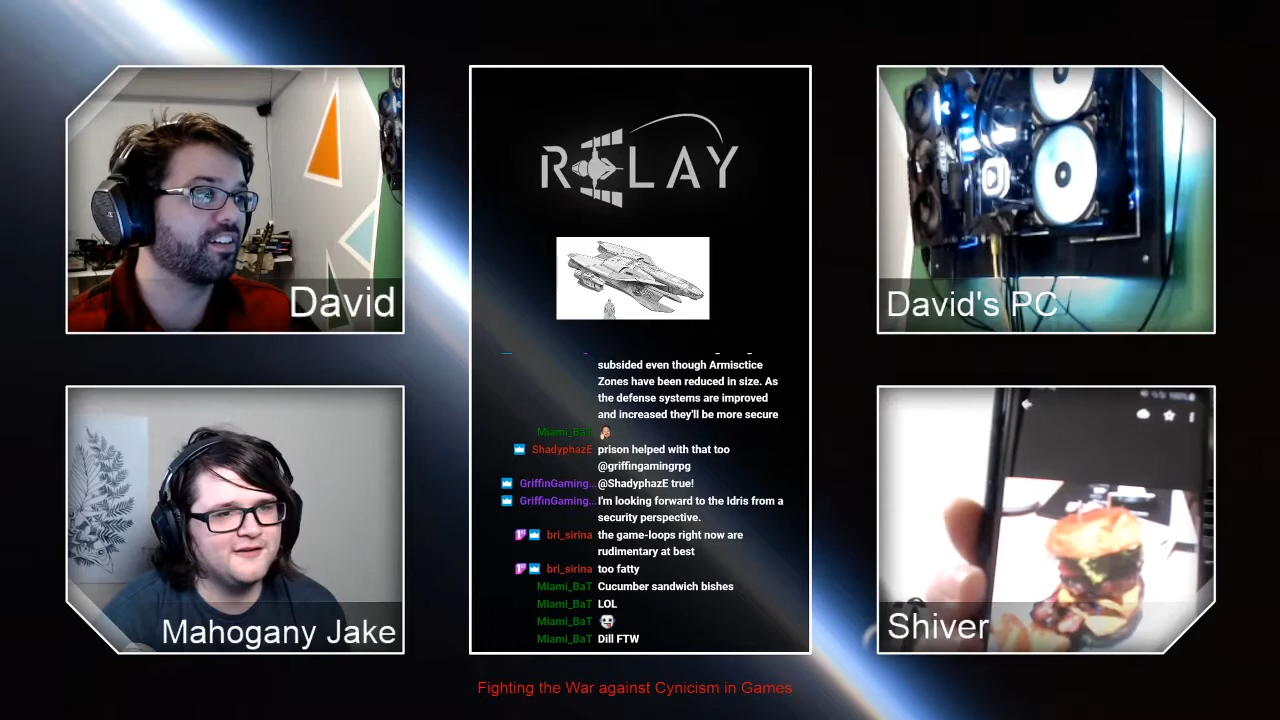 RELAY
David
David's PC
subsided even though Armisctice
Zones have been reduced in size. As
the defense systems are improved
and increased they'll be more secure
Miami_BaT
ShadyphazE prison helped with that too
@griffingamingrpg
GriffinGaming... @ShadyphazE true!
GriffinGaming... I'm looking forward to the Idris from a
security perspective.
bri_sirina the game-loops right now are
rudimentary at best
bri_sirina too fatty
Miami_BaT Cucumber sandwich bishes
Miami_BaT LOL
Miami_BaT
Miami_BaT Dill FTW
Mahogany Jake
Shiver
Fighting the War against Cynicism in Games